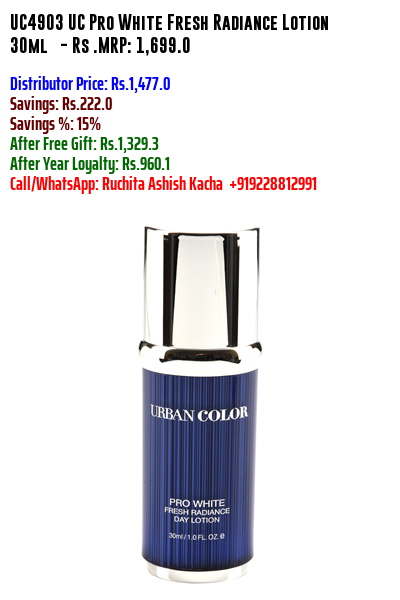 UC4903 UC Pro White Fresh Radiance Lotion
30ml - Rs .MRP: 1,699.0
Distributor Price: Rs.1,477.0
Savings: Rs.222.0
Savings %: 15%
After Free Gift: Rs.1,329.3
After Year Loyalty: Rs.960.1
Call/WhatsApp: Ruchita Ashish Kacha +919228812991
URBAN COLOR
PRO WHITE
FRESH RADIANCE
DAY LOTION
30ml / 1.0 FL. OZ. e